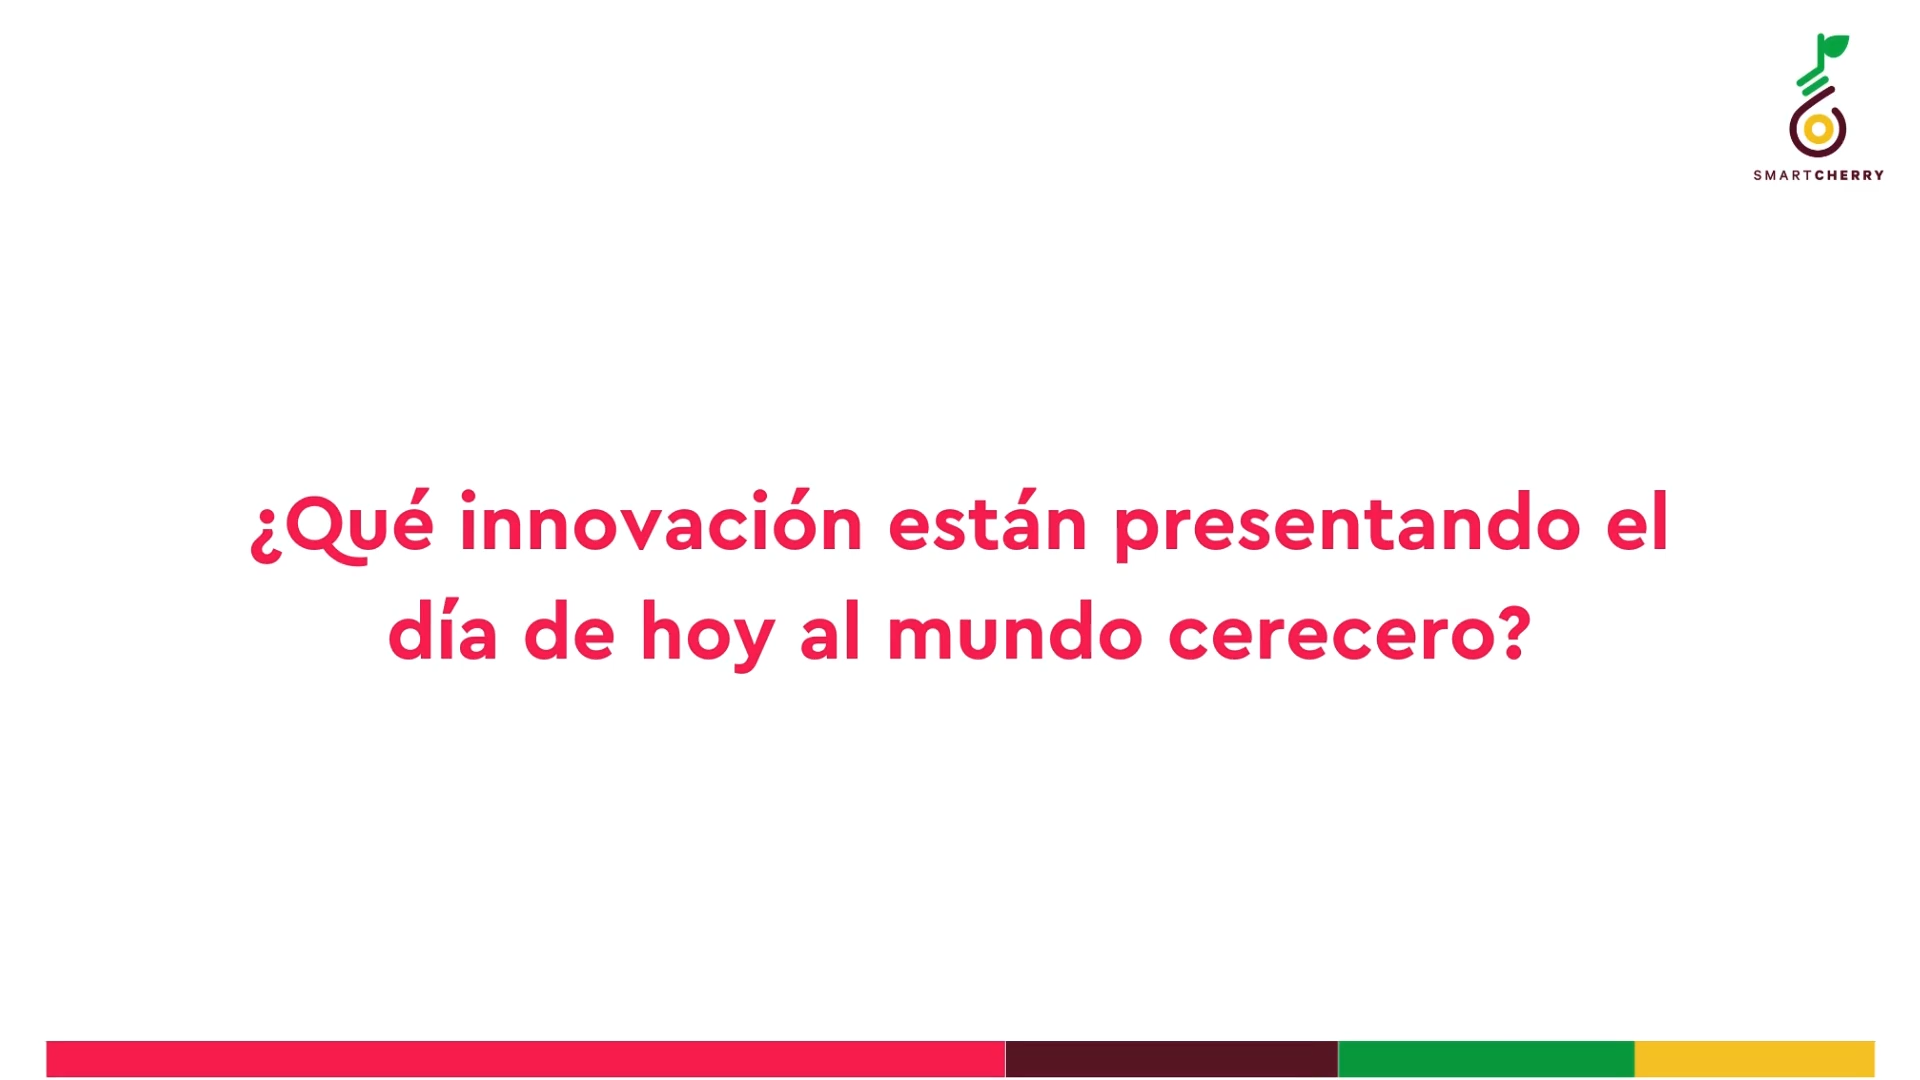 SMARTCHERRY
¿Qué innovación están presentando el
día de hoy al mundo cerecero?